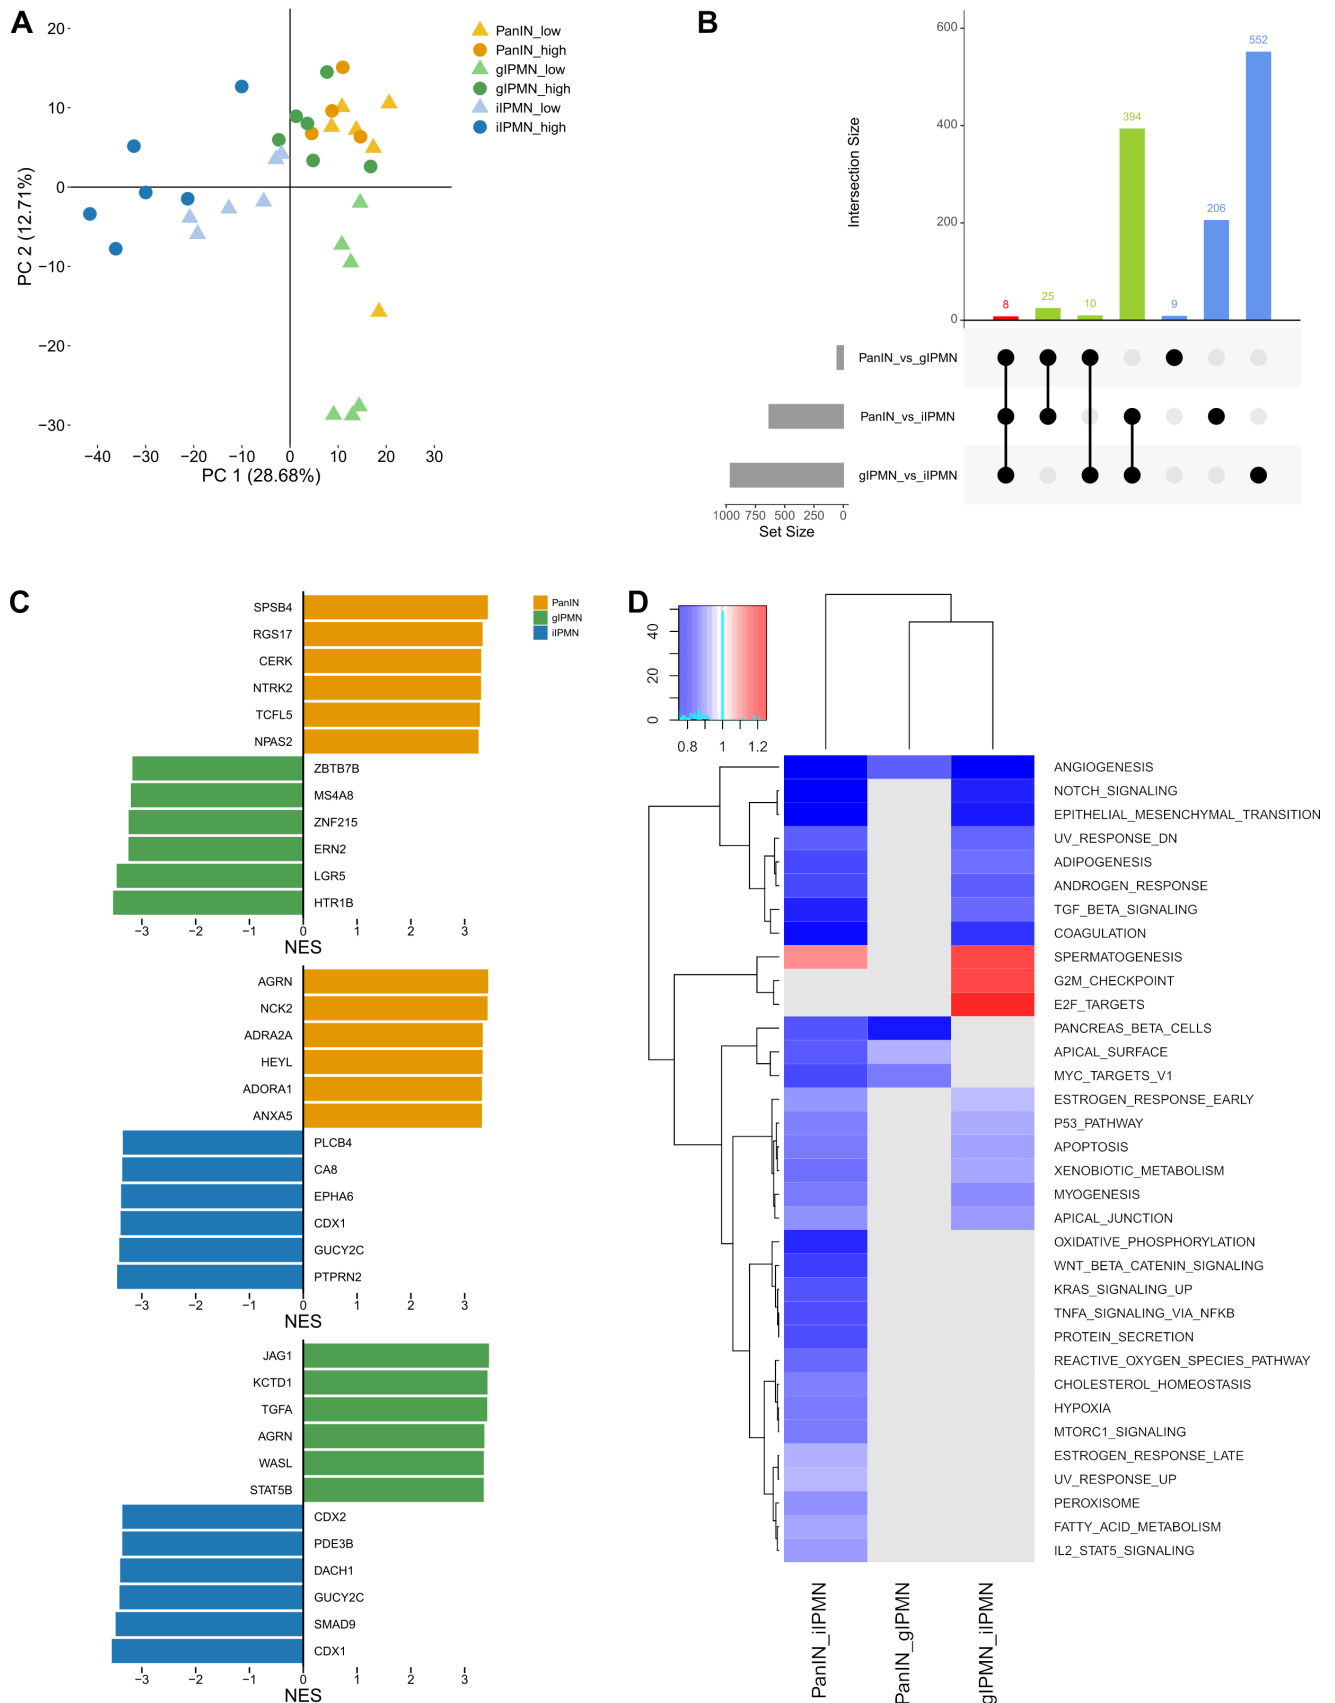 A
20
10
0
−10
−20
−30
−40
−30
−20
−10
0
10
20
30
PC 2 (12.71%)
PC 1 (28.68%)
PanIN_low
PanIN_high
gIPMN_low
gIPMN_high
iIPMN_low
iIPMN_high
B
600
400
200
0
Intersection Size
8
25
10
394
9
206
552
PanIN_vs_gIPMN
PanIN_vs_iIPMN
gIPMN_vs_iIPMN
1000 750 500 250 0
Set Size
C
SPSB4
RGS17
CERK
NTRK2
TCFL5
NPAS2
ZBTB7B
MS4A8
ZNF215
ERN2
LGR5
HTR1B
−3 −2 −1 0 1 2 3
NES
PanIN
gIPMN
iIPMN
AGRN
NCK2
ADRA2A
HEYL
ADORA1
ANXA5
PLCB4
CA8
EPHA6
CDX1
GUCY2C
PTPRN2
−3 −2 −1 0 1 2 3
NES
JAG1
KCTD1
TGFA
AGRN
WASL
STAT5B
CDX2
PDE3B
DACH1
GUCY2C
SMAD9
CDX1
−3 −2 −1 0 1 2 3
NES
D
40
20
0
0.8 1 1.2
ANGIOGENESIS
NOTCH_SIGNALING
EPITHELIAL_MESENCHYMAL_TRANSITION
UV_RESPONSE_DN
ADIPOGENESIS
ANDROGEN_RESPONSE
TGF_BETA_SIGNALING
COAGULATION
SPERMATOGENESIS
G2M_CHECKPOINT
E2F_TARGETS
PANCREAS_BETA_CELLS
APICAL_SURFACE
MYC_TARGETS_V1
ESTROGEN_RESPONSE_EARLY
P53_PATHWAY
APOPTOSIS
XENOBIOTIC_METABOLISM
MYOGENESIS
APICAL_JUNCTION
OXIDATIVE_PHOSPHORYLATION
WNT_BETA_CATENIN_SIGNALING
KRAS_SIGNALING_UP
TNFA_SIGNALING_VIA_NFKB
PROTEIN_SECRETION
REACTIVE_OXYGEN_SPECIES_PATHWAY
CHOLESTEROL_HOMEOSTASIS
HYPOXIA
MTORC1_SIGNALING
ESTROGEN_RESPONSE_LATE
UV_RESPONSE_UP
PEROXISOME
FATTY_ACID_METABOLISM
IL2_STAT5_SIGNALING
PanIN_iIPMN
PanIN_gIPMN
gIPMN_iIPMN